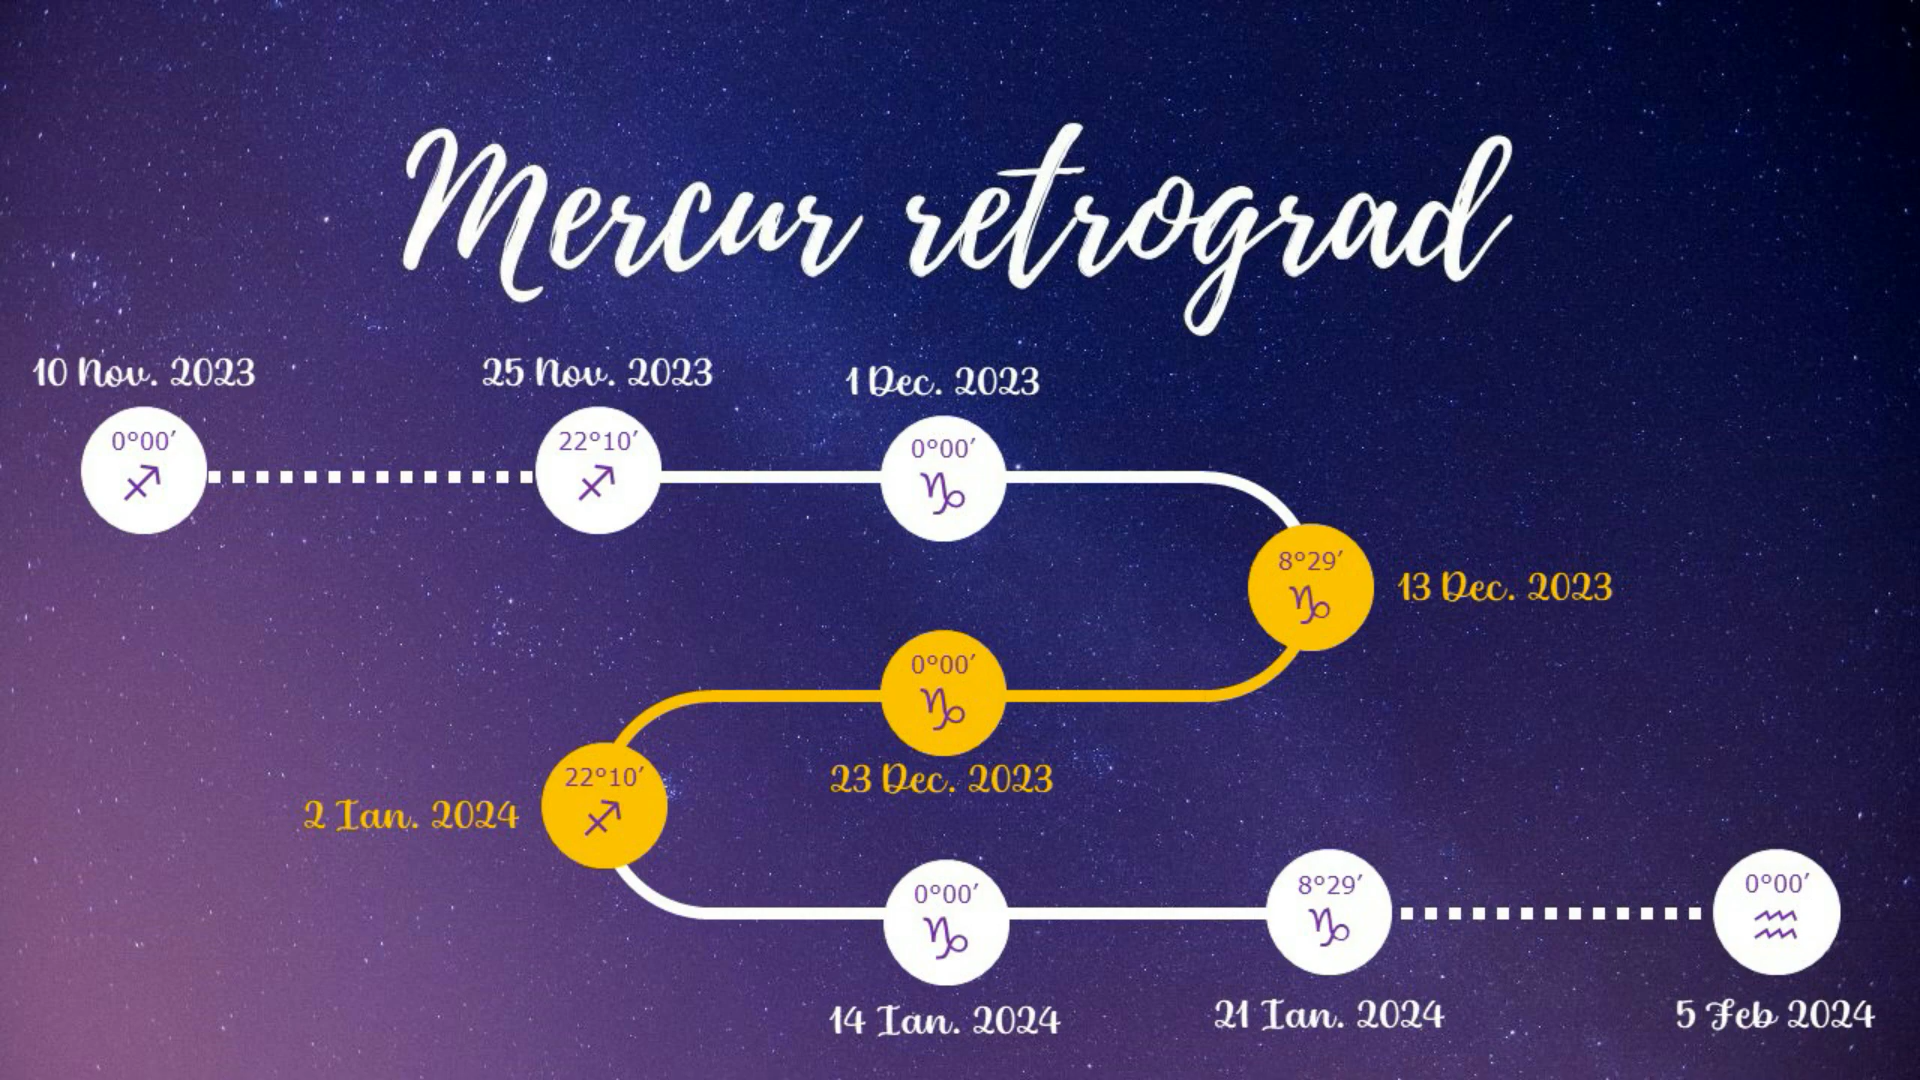 Mercur retrograd
10 Nov. 2023
25 Nov. 2023
1 Dec. 2023
0°00′
♐
22°10′
♐
0°00′
♑
8°29′
♑
13 Dec. 2023
0°00′
♑
23 Dec. 2023
22°10′
♐
2 Ian. 2024
0°00′
♑
14 Ian. 2024
8°29′
♑
21 Ian. 2024
0°00′
♒
5 Feb 2024